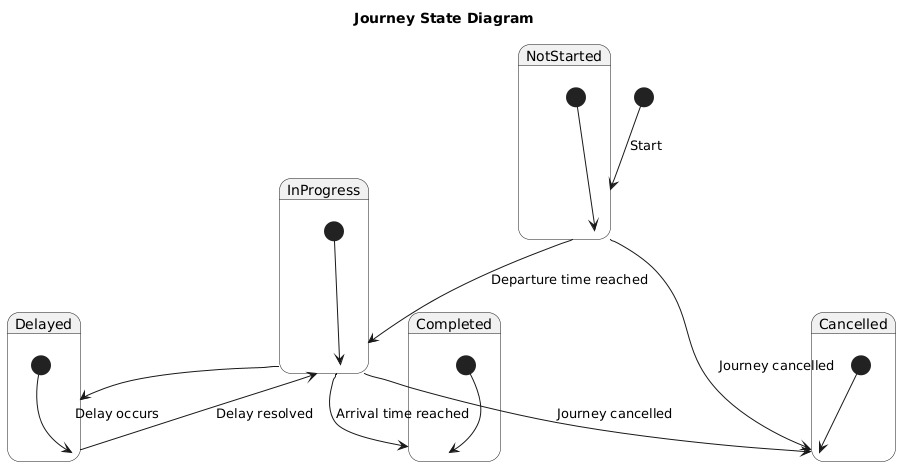 Journey State Diagram
NotStarted
Start
InProgress
Departure time reached
Delayed
Completed
Cancelled
Journey cancelled
Delay occurs
Delay resolved
Arrival time reached
Journey cancelled